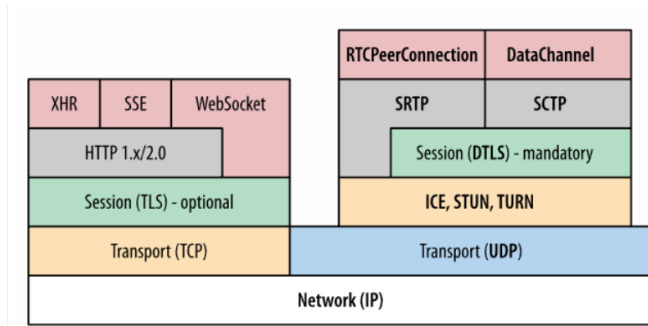 RTCPeerConnection DataChannel
XHR SSE WebSocket SRTP SCTP
HTTP 1.x/2.0 Session (DTLS) - mandatory
Session (TLS) - optional ICE, STUN, TURN
Transport (TCP) Transport (UDP)
Network (IP)